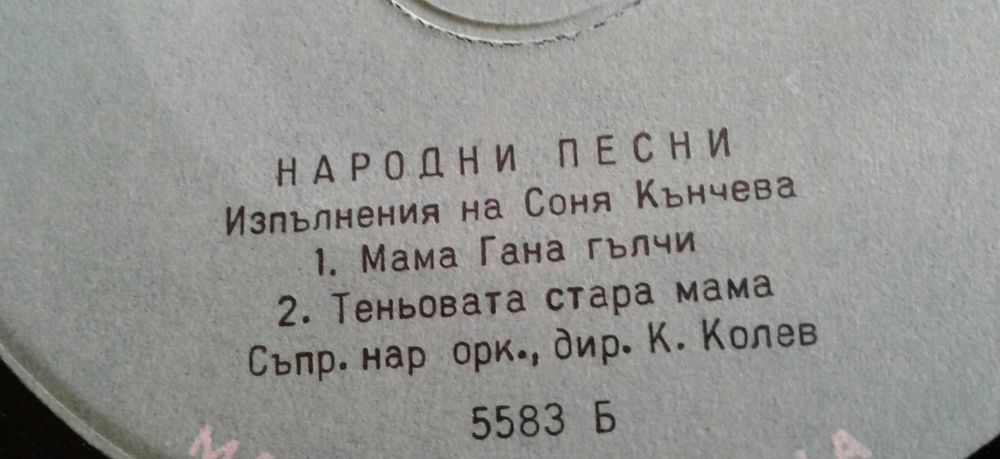 НАРОДНИ ПЕСНИ
Изпълнения на Соня Кънчева
1. Мама Гана гълчи
2. Теньовата стара мама
Съпр. нар орк., дир. К. Колев
5583 Б